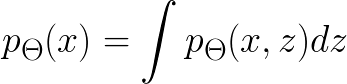 p_Θ(x) = ∫ p_Θ(x, z)dz